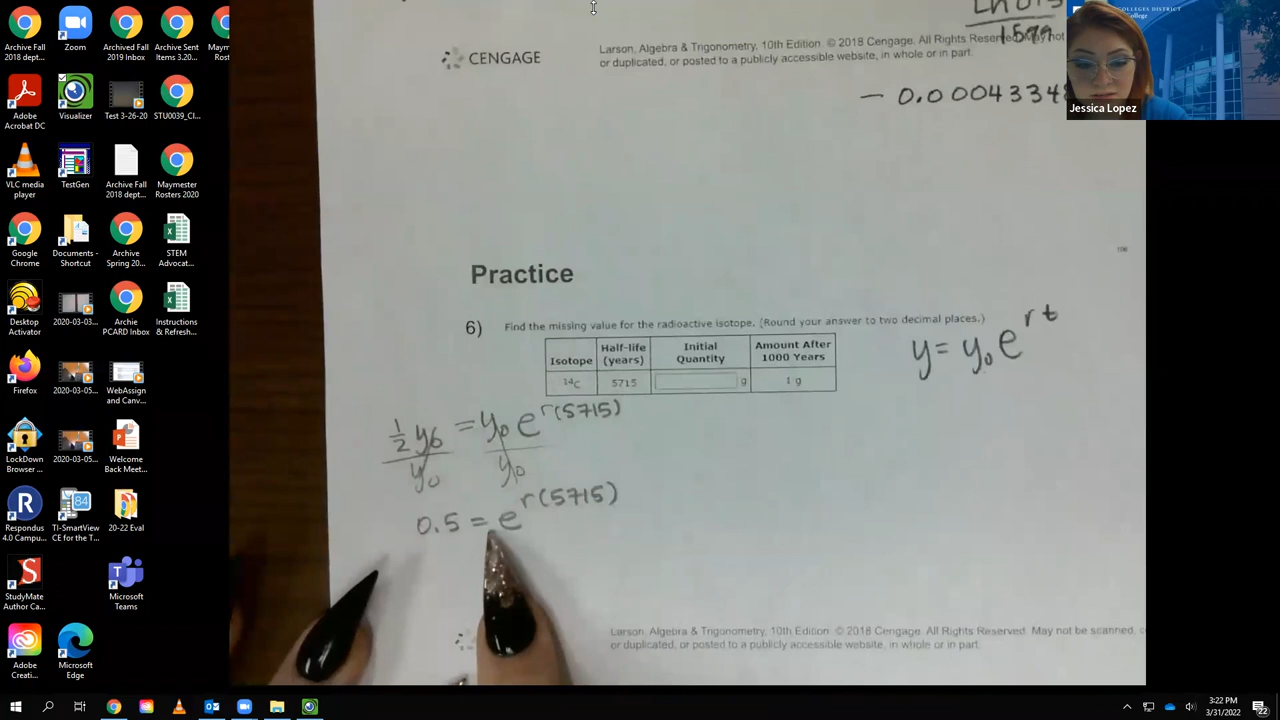 Archive Fall 2018 dept...
Zoom
Archived Fall 2019 Inbox
Archive Sent Items 3.20...
Adobe Acrobat DC
Visualizer
Test 3-26-20
STU0039_Cl...
VLC media player
TestGen
Archive Fall 2018 dept...
Maymester Rosters 2020
Google Chrome
Documents - Shortcut
Archive Spring 20...
STEM Advocat...
Desktop Activator
2020-03-03...
Archie PCARD Inbox
Instructions & Refresh...
Firefox
2020-03-05...
WebAssign and Canv...
LockDown Browser ...
2020-03-05...
Welcome Back Meet...
Respondus 4.0 Campu...
TI-SmartView CE for the T...
20-22 Eval
StudyMate Author Ca...
Microsoft Teams
Adobe Creati...
Microsoft Edge
CENGAGE
Larson, Algebra & Trigonometry, 10th Edition. © 2018 Cengage. All Rights Reserved. May not
or duplicated, or posted to a publicly accessible website, in whole or in part.
COLLEGES DISTRICT
College
Jessica Lopez
Practice
6) Find the missing value for the radioactive isotope. (Round your answer to two decimal places.)
Isotope Half-life (years) Initial Quantity Amount After 1000 Years
14C 5715 g 1 g
y = y₀ e^rt
1/2 y₀ / y₀ = y₀ e^r(5715) / y₀
0.5 = e^r(5715)
Larson, Algebra & Trigonometry, 10th Edition. © 2018 Cengage. All Rights Reserved. May not be scanned,
or duplicated, or posted to a publicly accessible website, in whole or in part.
3:22 PM
3/31/2022
22